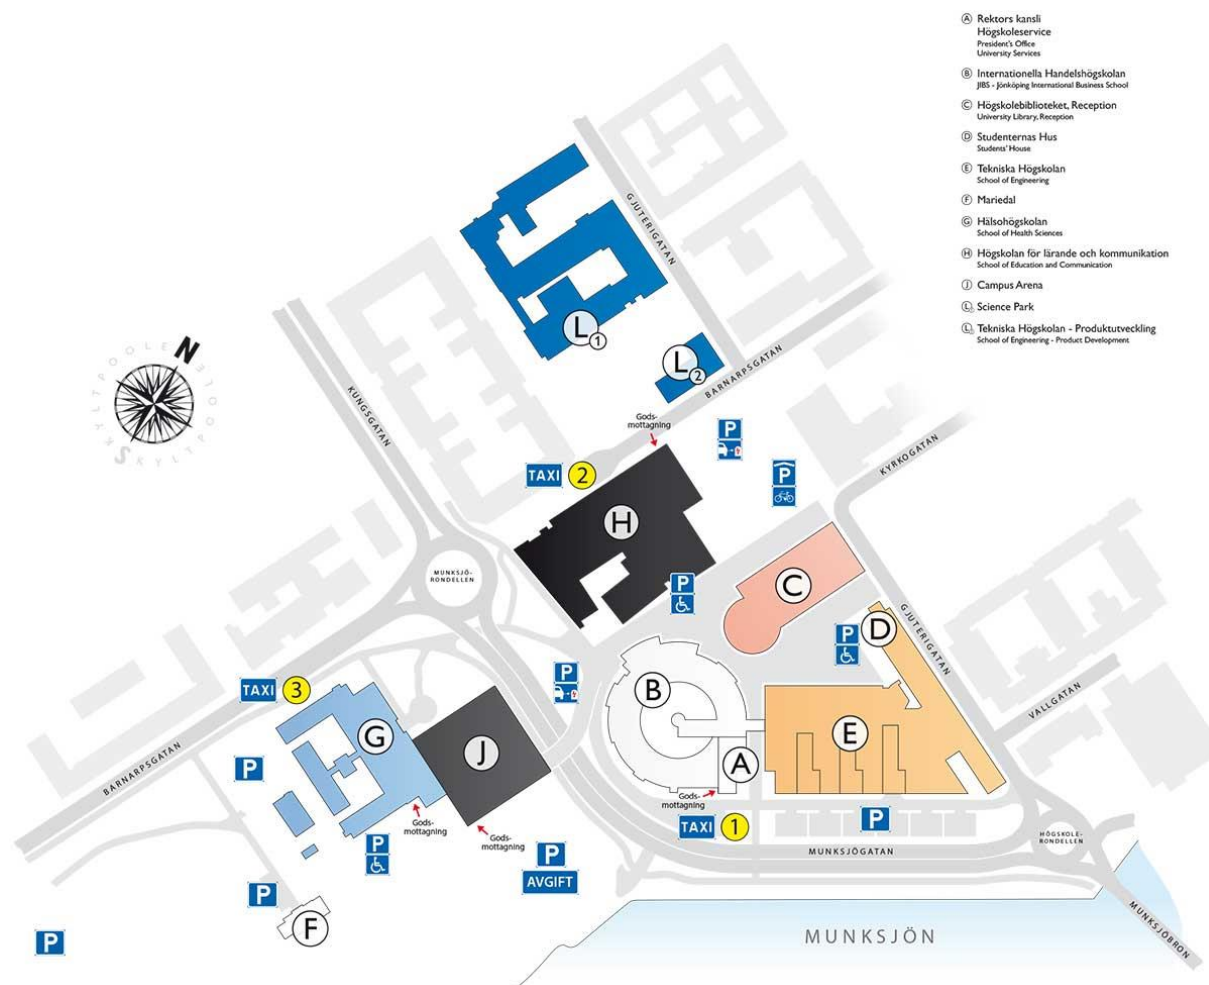 A Rektors kansli
Högskoleservice
President's Office
University Services
B Internationella Handelshögskolan
JIBS - Jönköping International Business School
C Högskolebiblioteket, Reception
University Library, Reception
D Studenternas Hus
Students' House
E Tekniska Högskolan
School of Engineering
F Mariedal
G Hälsohögskolan
School of Health Sciences
H Högskolan för lärande och kommunikation
School of Education and Communication
J Campus Arena
L Science Park
L Tekniska Högskolan - Produktutveckling
School of Engineering - Product Development
GJUTERIGATAN
L 1
L 2
BARNARPSGATAN
N
SKYLTPOOLEN
SKYLTPOOLEN
S
KUNGSGATAN
Gods-
mottagning
P
TAXI 2
P
KYRKOGATAN
H
MUNKSJÖ-
RONDELLEN
P
C
GJUTERIGATAN
D
P
P
TAXI 3
B
VALLGATAN
G
J
E
A
BARNARPSGATAN
P
Gods-
mottagning
Gods-
mottagning
TAXI 1
P
Gods-
mottagning
P
HÖGSKOLE-
RONDELLEN
MUNKSJÖGATAN
P
AVGIFT
P
F
P
MUNKSJÖN
MUNKSJÖBRON